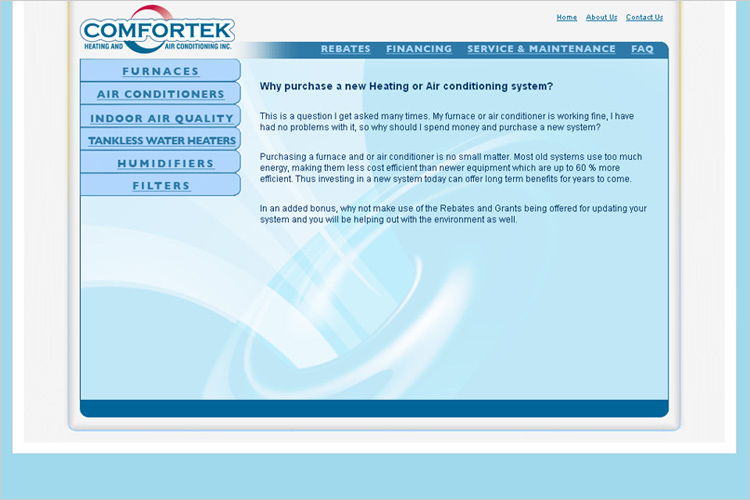 COMFORTEK
HEATING AND AIR CONDITIONING INC.
Home About Us Contact Us
REBATES FINANCING SERVICE & MAINTENANCE FAQ
FURNACES
AIR CONDITIONERS
INDOOR AIR QUALITY
TANKLESS WATER HEATERS
HUMIDIFIERS
FILTERS
Why purchase a new Heating or Air conditioning system?
This is a question I get asked many times. My furnace or air conditioner is working fine, I have
had no problems with it, so why should I spend money and purchase a new system?
Purchasing a furnace and or air conditioner is no small matter. Most old systems use too much
energy, making them less cost efficient than newer equipment which are up to 60 % more
efficient. Thus investing in a new system today can offer long term benefits for years to come.
In an added bonus, why not make use of the Rebates and Grants being offered for updating your
system and you will be helping out with the environment as well.